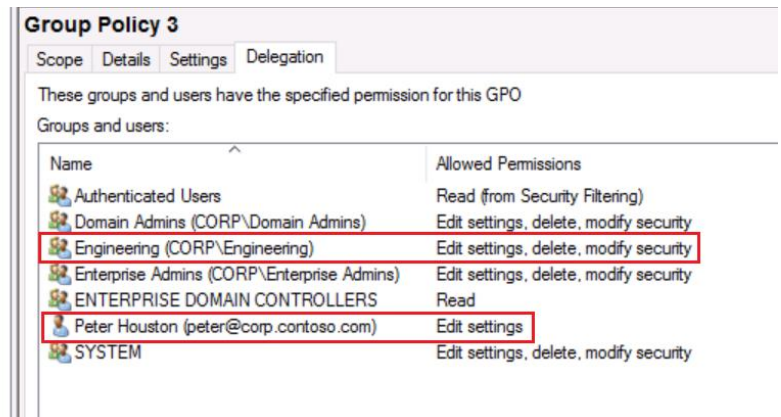 Group Policy 3
Scope Details Settings Delegation
These groups and users have the specified permission for this GPO
Groups and users:
Name Allowed Permissions
Authenticated Users Read (from Security Filtering)
Domain Admins (CORP\Domain Admins) Edit settings, delete, modify security
Engineering (CORP\Engineering) Edit settings, delete, modify security
Enterprise Admins (CORP\Enterprise Admins) Edit settings, delete, modify security
ENTERPRISE DOMAIN CONTROLLERS Read
Peter Houston (peter@corp.contoso.com) Edit settings
SYSTEM Edit settings, delete, modify security